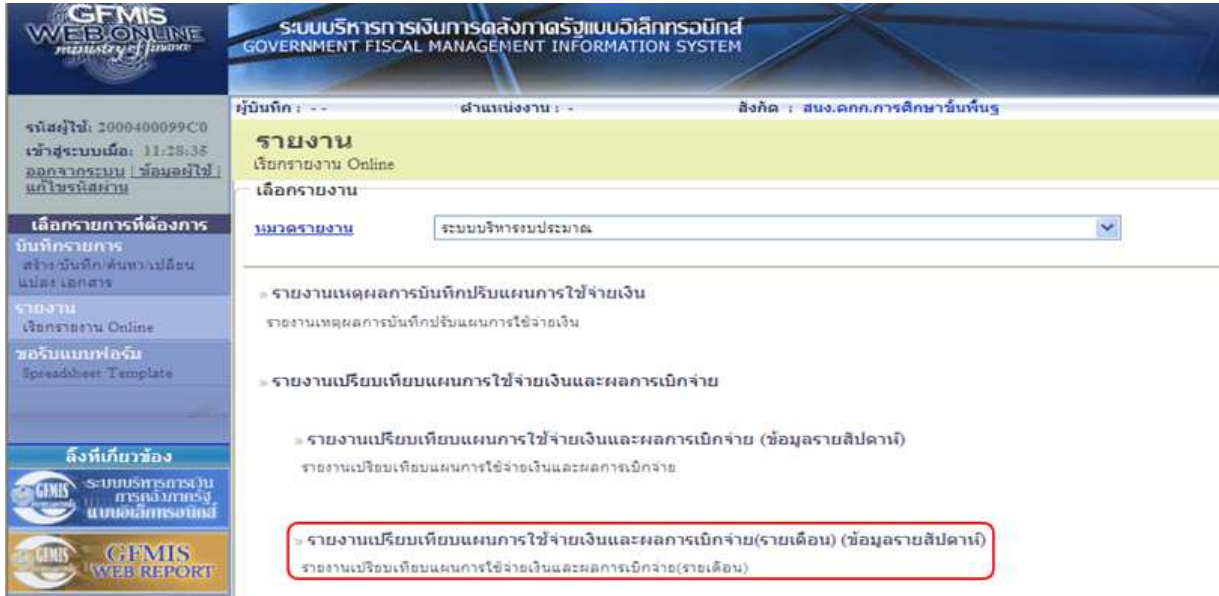 GFMIS
WEB ONLINE
ministry of finance
ระบบบริหารการเงินการคลังภาครัฐแบบอิเล็กทรอนิกส์
GOVERNMENT FISCAL MANAGEMENT INFORMATION SYSTEM
ผู้บันทึก : - - ตำแหน่งงาน : - สังกัด : สนง.คกก.การศึกษาขั้นพื้นฐ
รหัสผู้ใช้: 2000400099C0
เข้าสู่ระบบเมื่อ: 11:28:35
ออกจากระบบ | ข้อมูลผู้ใช้ |
แก้ไขรหัสผ่าน
เลือกรายการที่ต้องการ
บันทึกรายการ
สร้าง/บันทึก/ค้นหา/เปลี่ยน
แปลง เอกสาร
รายงาน
เรียกรายงาน Online
ขอรับแบบฟอร์ม
Spreadsheet Template
ลิ้งที่เกี่ยวข้อง
GFMIS
ระบบบริหารการเงิน
การคลังภาครัฐ
แบบอิเล็กทรอนิกส์
GFMIS
GFMIS
WEB REPORT
รายงาน
เรียกรายงาน Online
เลือกรายงาน
หมวดรายงาน ระบบบริหารงบประมาณ
» รายงานเหตุผลการบันทึกปรับแผนการใช้จ่ายเงิน
รายงานเหตุผลการบันทึกปรับแผนการใช้จ่ายเงิน
» รายงานเปรียบเทียบแผนการใช้จ่ายเงินและผลการเบิกจ่าย
» รายงานเปรียบเทียบแผนการใช้จ่ายเงินและผลการเบิกจ่าย (ข้อมูลรายสัปดาห์)
รายงานเปรียบเทียบแผนการใช้จ่ายเงินและผลการเบิกจ่าย
» รายงานเปรียบเทียบแผนการใช้จ่ายเงินและผลการเบิกจ่าย(รายเดือน) (ข้อมูลรายสัปดาห์)
รายงานเปรียบเทียบแผนการใช้จ่ายเงินและผลการเบิกจ่าย(รายเดือน)